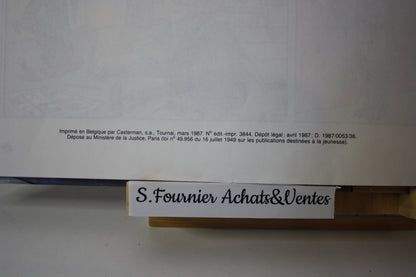 Imprimé en Belgique par Casterman, s.a., Tournai, mars 1987. N° édit.-impr. 3844. Dépôt légal: avril 1987; D. 1987/0053/36.
Déposé au Ministère de la Justice, Paris (loi n° 49.956 du 16 juillet 1949 sur les publications destinées à la jeunesse).
S.Fournier Achats&Ventes